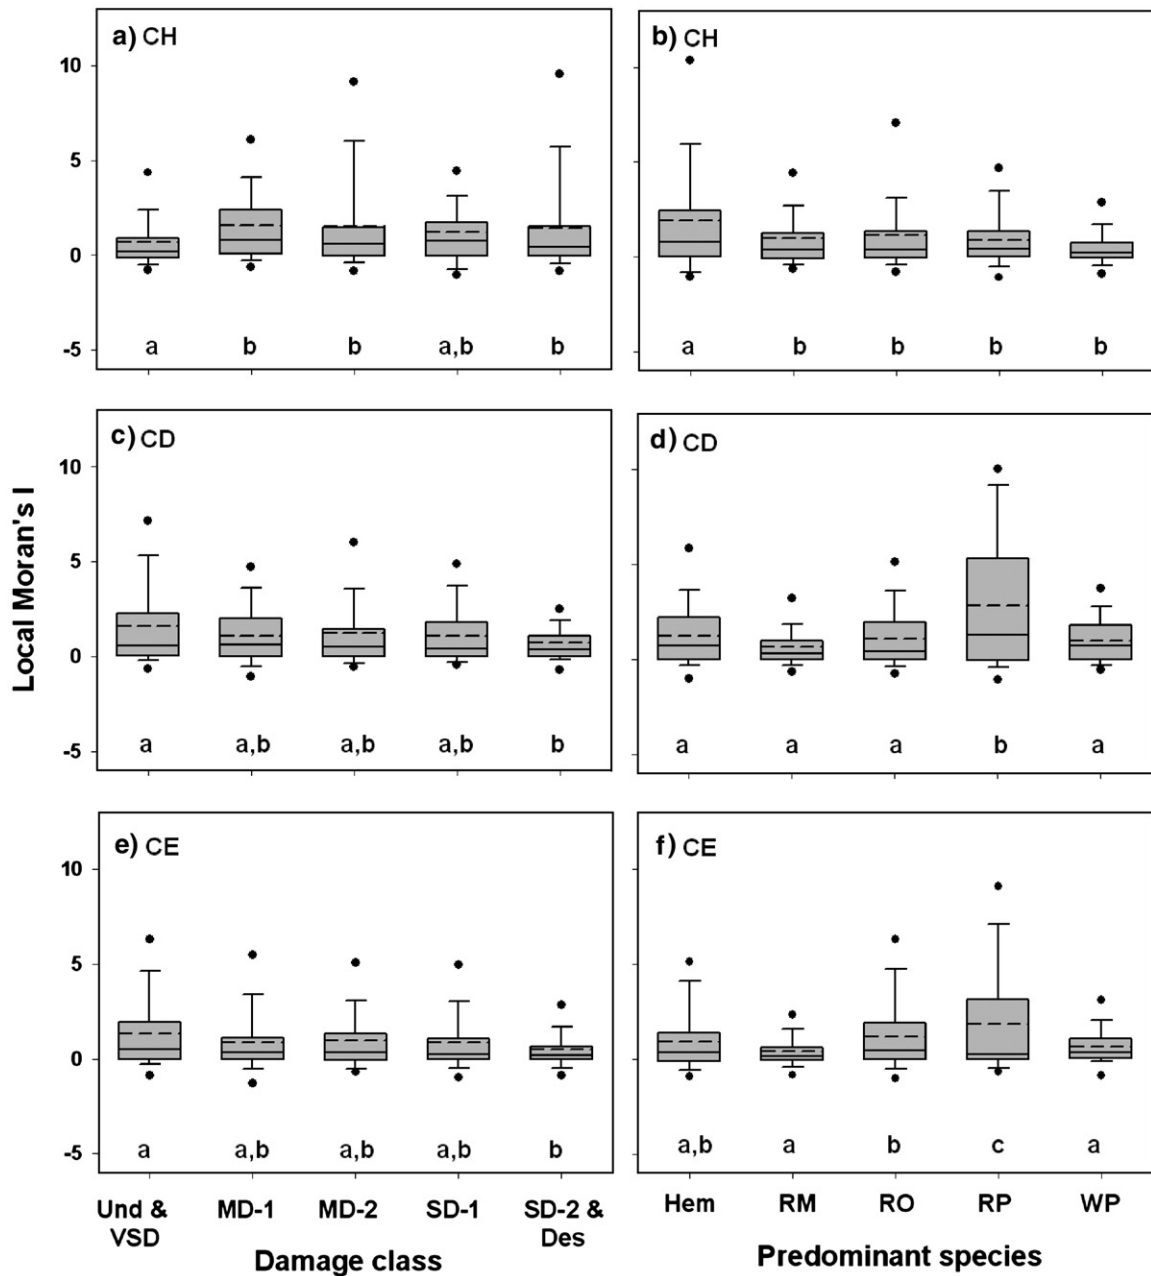 a) CH
b) CH
10
5
0
-5
a b b a,b b
a b b b b
c) CD
d) CD
10
5
0
-5
a a,b a,b a,b b
a a a b a
Local Moran's I
e) CE
f) CE
10
5
0
-5
a a,b a,b a,b b
a,b a b c a
Und & VSD MD-1 MD-2 SD-1 SD-2 & Des
Hem RM RO RP WP
Damage class
Predominant species